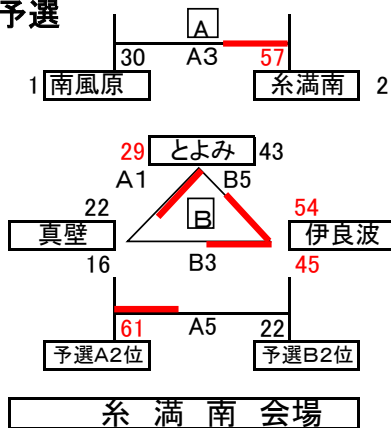 予選
A
30 A3 57
1 南風原 糸満南 2
29 とよみ 43
A1 B5
22 B 54
真壁 伊良波
16 B3 45
61 A5 22
予選A2位 予選B2位
糸 満 南 会場